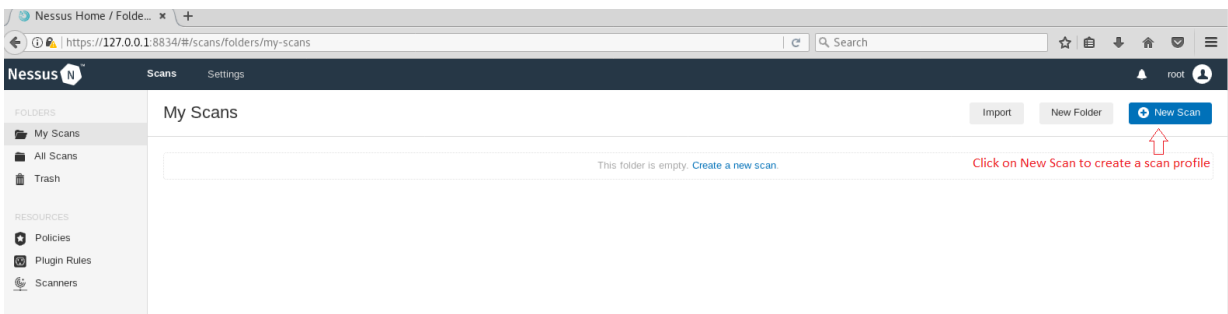 Nessus Home / Folde...
https://127.0.0.1:8834/#/scans/folders/my-scans
Search
Nessus N
Scans
Settings
root
FOLDERS
My Scans
All Scans
Trash
RESOURCES
Policies
Plugin Rules
Scanners
My Scans
Import
New Folder
New Scan
This folder is empty. Create a new scan.
Click on New Scan to create a scan profile